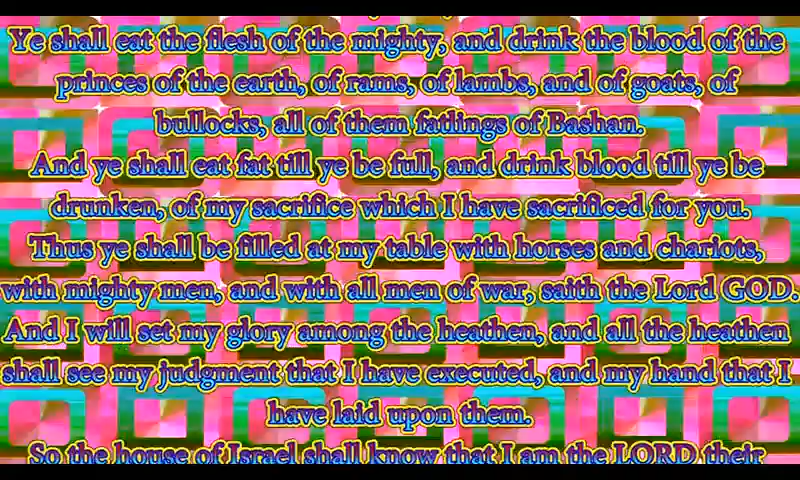 Ye shall eat the flesh of the mighty, and drink the blood of the
princes of the earth, of rams, of lambs, and of goats, of
bullocks, all of them fatlings of Bashan.
And ye shall eat fat till ye be full, and drink blood till ye be
drunken, of my sacrifice which I have sacrificed for you.
Thus ye shall be filled at my table with horses and chariots,
with mighty men, and with all men of war, saith the Lord GOD.
And I will set my glory among the heathen, and all the heathen
shall see my judgment that I have executed, and my hand that I
have laid upon them.
So the house of Israel shall know that I am the LORD their